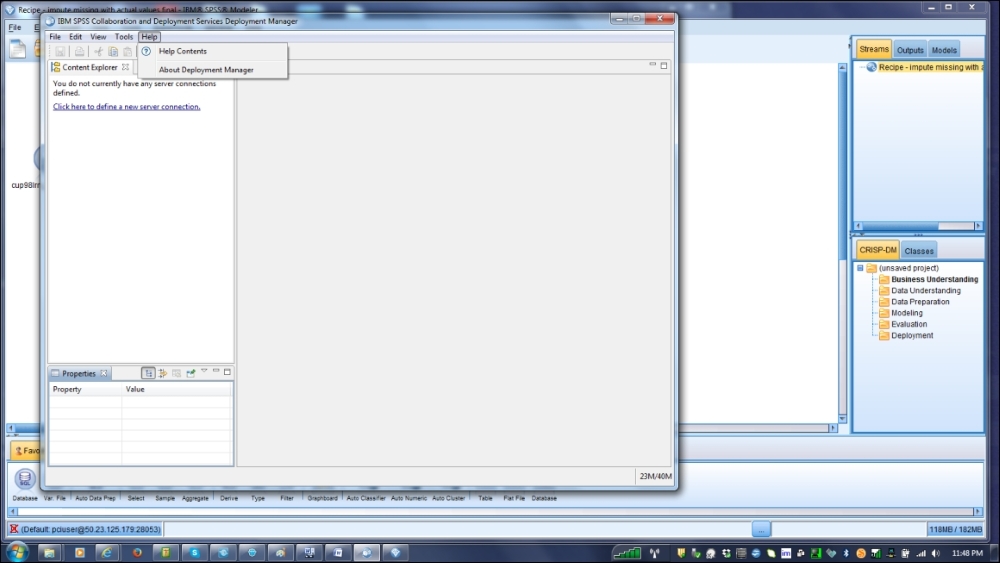 Recipe - impute missing with actual values final - IBM® SPSS® Modeler
File E
IBM SPSS Collaboration and Deployment Services Deployment Manager
File Edit View Tools Help
Help Contents
About Deployment Manager
Content Explorer
You do not currently have any server connections
defined.
Click here to define a new server connection.
cup98lm
Properties
Property Value
23M/40M
Streams Outputs Models
Recipe - impute missing with a
CRISP-DM Classes
(unsaved project)
Business Understanding
Data Understanding
Data Preparation
Modeling
Evaluation
Deployment
Favo
SQL
Database Var. File Auto Data Prep Select Sample Aggregate Derive Type Filter Graphboard Auto Classifier Auto Numeric Auto Cluster Table Flat File Database
(Default: pciuser@50.23.125.179:28053)
...
118MB / 182MB
11:48 PM